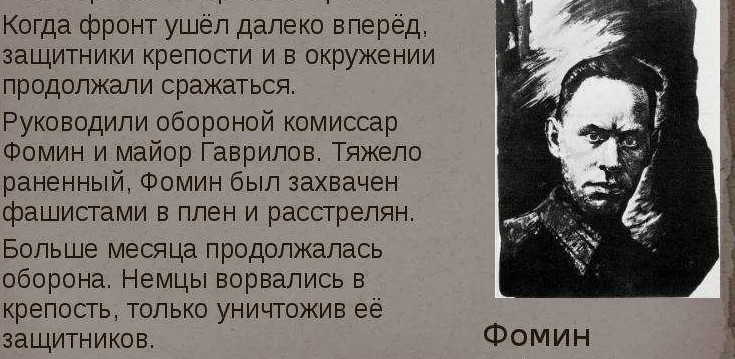 Когда фронт ушёл далеко вперёд,
защитники крепости и в окружении
продолжали сражаться.
Руководили обороной комиссар
Фомин и майор Гаврилов. Тяжело
раненный, Фомин был захвачен
фашистами в плен и расстрелян.
Больше месяца продолжалась
оборона. Немцы ворвались в
крепость, только уничтожив её
защитников.
Фомин